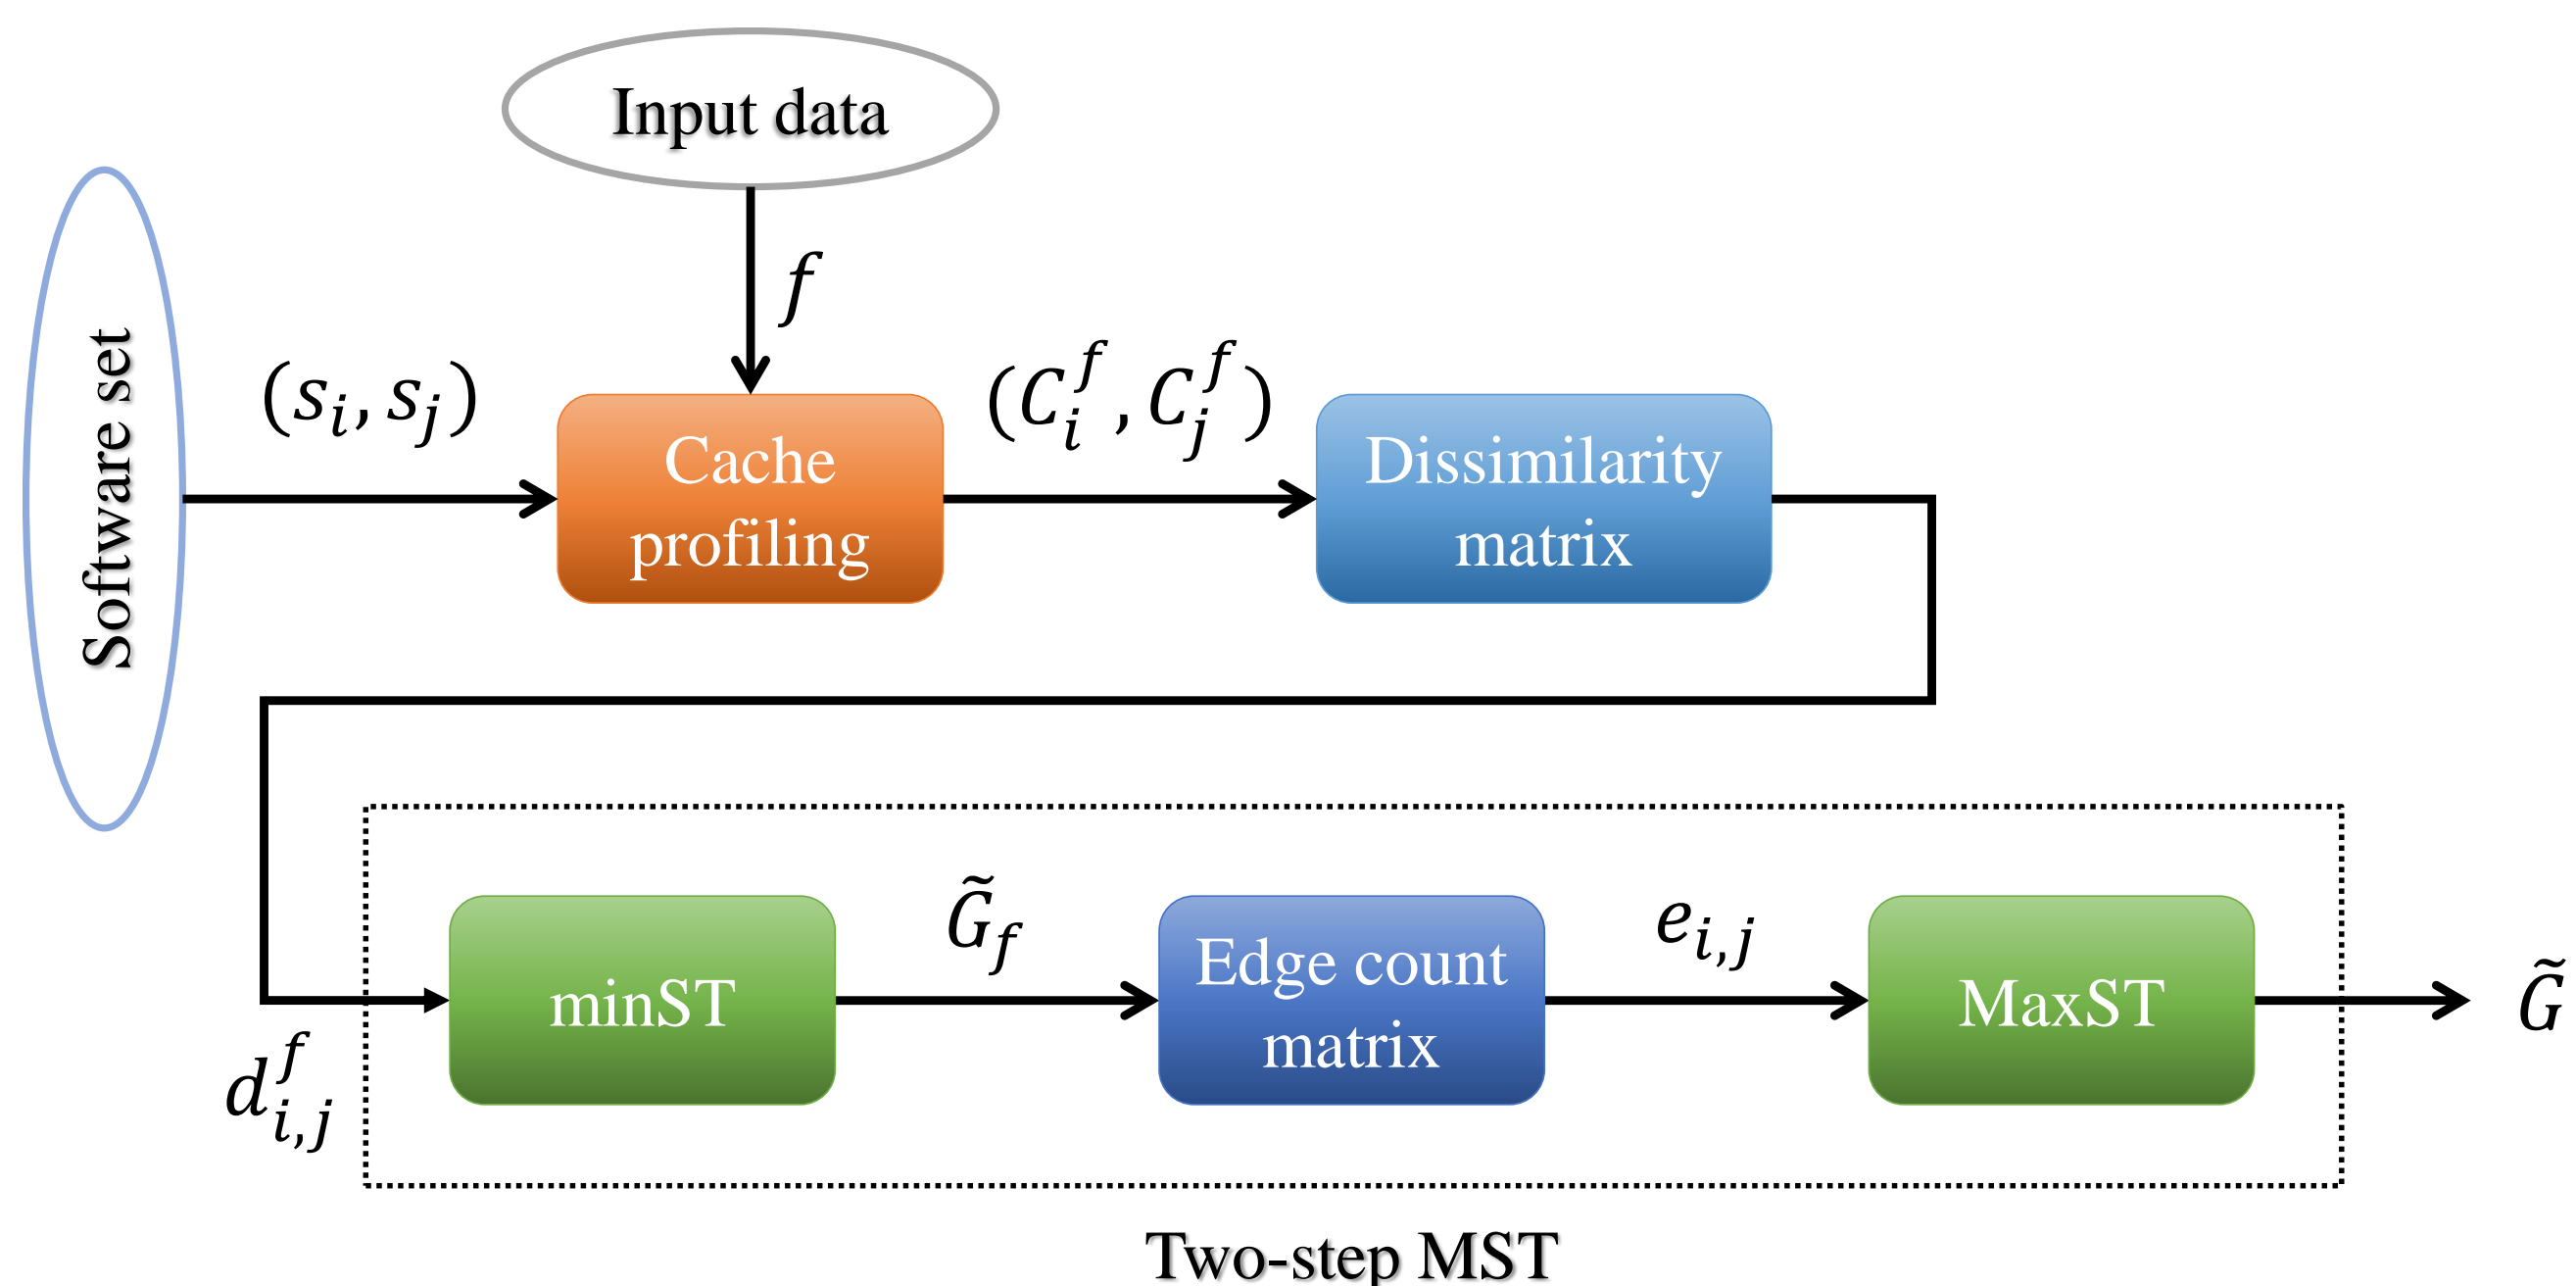 Input data
f
Software set
(s_i, s_j)
Cache
profiling
(C_i^f, C_j^f)
Dissimilarity
matrix
d_{i,j}^f
minST
G̃_f
Edge count
matrix
e_{i,j}
MaxST
G̃
Two-step MST